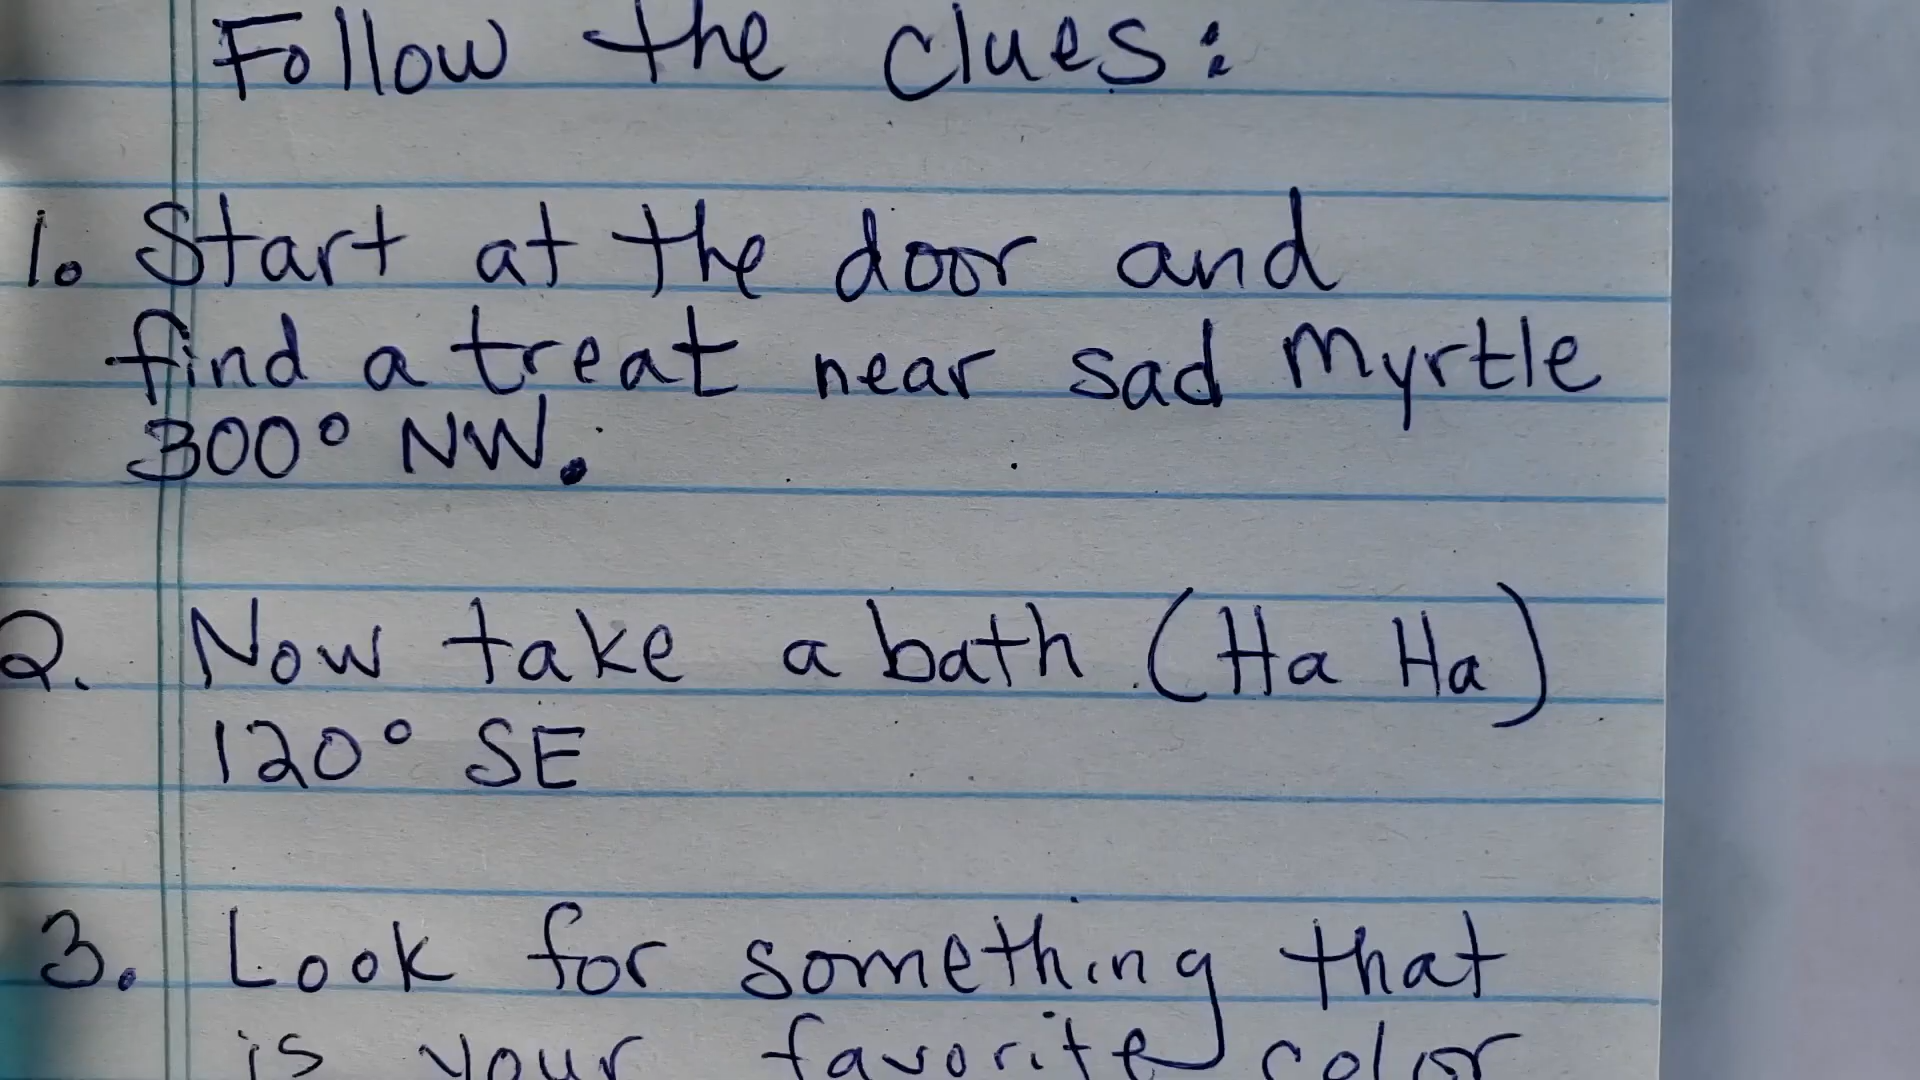 Follow the clues:
1. Start at the door and
find a treat near sad Myrtle
300° NW.
2. Now take a bath (Ha Ha)
120° SE
3. Look for something that
is your favorite color